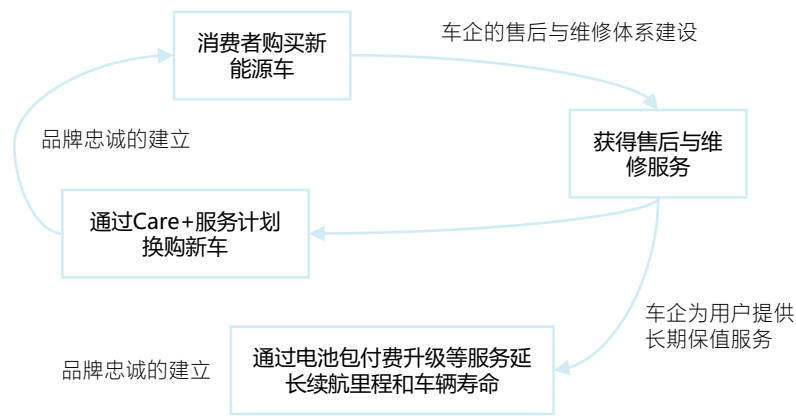 消费者购买新
能源车
车企的售后与维修体系建设
品牌忠诚的建立
获得售后与维
修服务
通过Care+服务计划
换购新车
车企为用户提供
长期保值服务
通过电池包付费升级等服务延
长续航里程和车辆寿命
品牌忠诚的建立